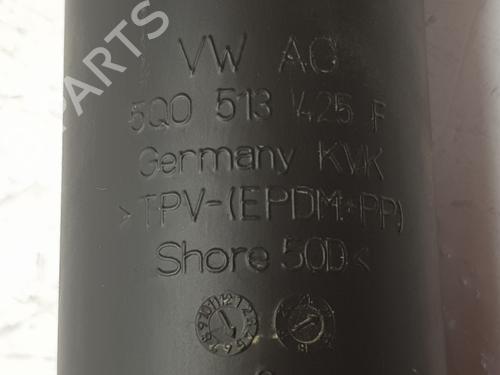 PARTS
VW AG
5Q0 513 425 F
Germany KVK
>TPV-(EPDM+PP)
Shore 50D<